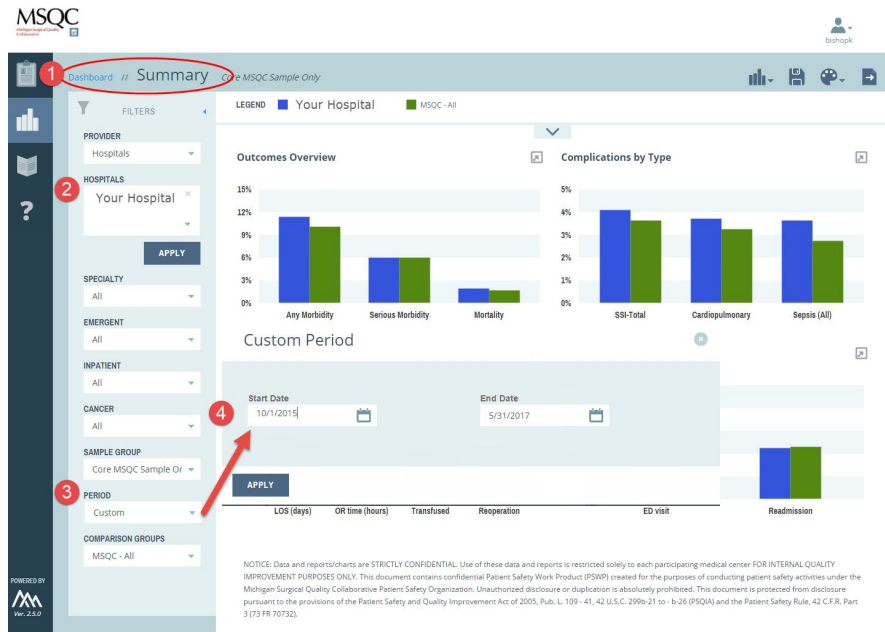 MSQC
Michigan Surgical Quality
Collaborative
bishopk
1
Dashboard // Summary Core MSQC Sample Only
FILTERS
PROVIDER
Hospitals
HOSPITALS
2
Your Hospital ×
APPLY
SPECIALTY
All
EMERGENT
All
INPATIENT
All
CANCER
All
SAMPLE GROUP
Core MSQC Sample Or
3
PERIOD
Custom
COMPARISON GROUPS
MSQC - All
?
POWERED BY
Ver. 2.5.0
LEGEND Your Hospital MSQC - All
Outcomes Overview
15%
12%
9%
6%
3%
0%
Any Morbidity Serious Morbidity Mortality
Complications by Type
5%
4%
3%
2%
1%
0%
SSI-Total Cardiopulmonary Sepsis (All)
Custom Period
4
Start Date End Date
10/1/2015 5/31/2017
APPLY
LOS (days) OR time (hours) Transfused Reoperation ED visit Readmission
NOTICE: Data and reports/charts are STRICTLY CONFIDENTIAL. Use of these data and reports is restricted solely to each participating medical center FOR INTERNAL QUALITY
IMPROVEMENT PURPOSES ONLY. This document contains confidential Patient Safety Work Product (PSWP) created for the purposes of conducting patient safety activities under the
Michigan Surgical Quality Collaborative Patient Safety Organization. Unauthorized disclosure or duplication is absolutely prohibited. This document is protected from disclosure
pursuant to the provisions of the Patient Safety and Quality Improvement Act of 2005, Pub. L. 109 - 41, 42 U.S.C. 299b-21 to - b-26 (PSQIA) and the Patient Safety Rule, 42 C.F.R. Part
3 (73 FR 70732).